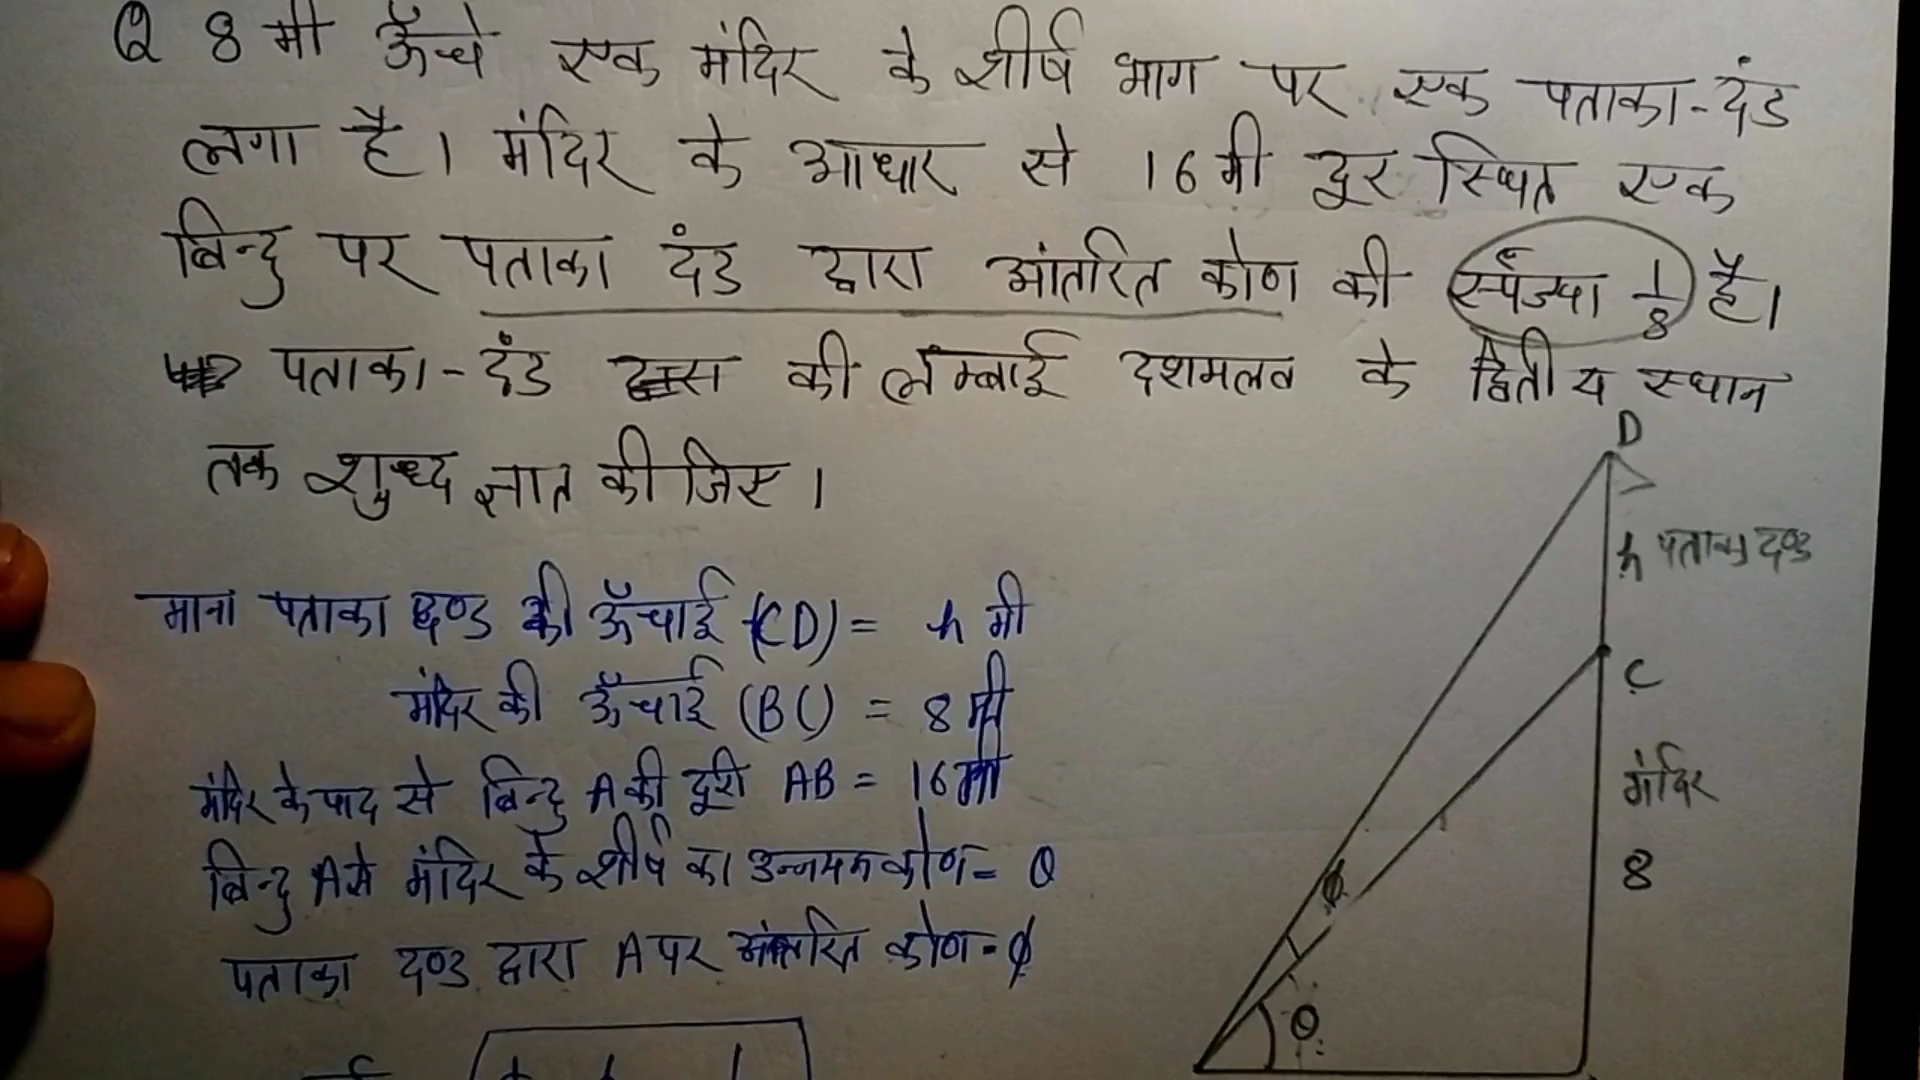 Q 8 मी ऊँचे एक मंदिर के शीर्ष भाग पर एक पताका-दंड
लगा है। मंदिर के आधार से 16 मी दूर स्थित एक
बिन्दु पर पताका दंड द्वारा आंतरित कोण की स्पर्शज्या 1/8 है।
पताका-दंड की लम्बाई दशमलव के द्वितीय स्थान
तक शुध्द ज्ञात कीजिए।
माना पताका दण्ड की ऊँचाई (CD) = h मी
मंदिर की ऊँचाई (BC) = 8 मी
मंदिर के पाद से बिन्दु A की दूरी AB = 16 मी
बिन्दु A से मंदिर के शीर्ष का उन्नयन कोण = θ
पताका दण्ड द्वारा A पर अंतरित कोण = ϕ
D
h पताका दण्ड
C
मंदिर
8
ϕ
θ